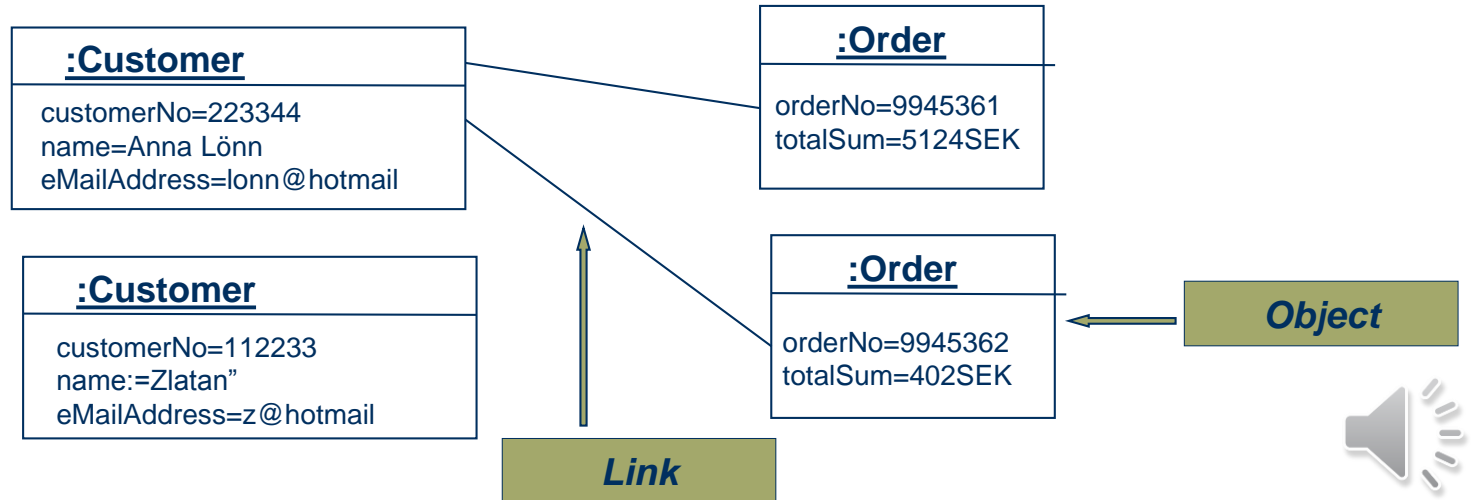 :Customer
customerNo=223344
name=Anna Lönn
eMailAddress=lonn@hotmail
:Order
orderNo=9945361
totalSum=5124SEK
:Customer
customerNo=112233
name:=Zlatan”
eMailAddress=z@hotmail
:Order
orderNo=9945362
totalSum=402SEK
Object
Link